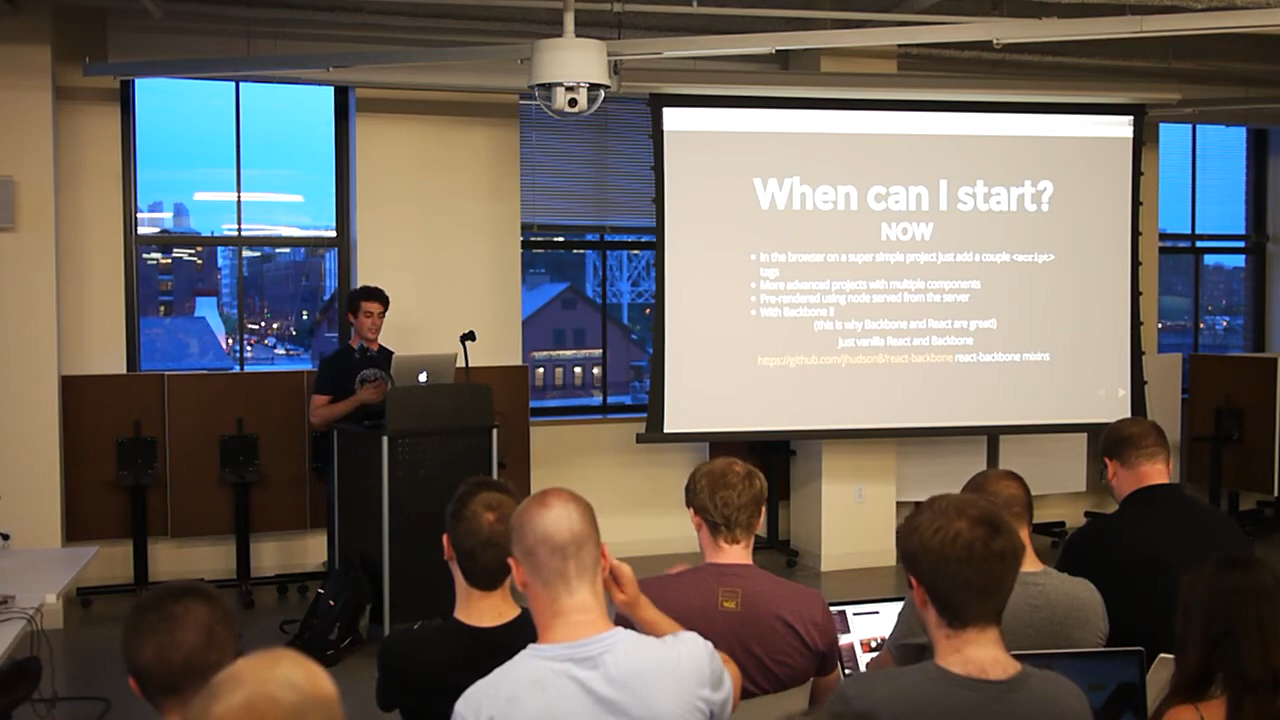 When can I start?
NOW
In the browser on a super simple project just add a couple <script>
tags
More advanced projects with multiple components
Pre-rendered using node served from the server
With Backbone !!
(this is why Backbone and React are great!)
Just vanilla React and Backbone
https://github.com/jhudson8/react-backbone react-backbone mixins